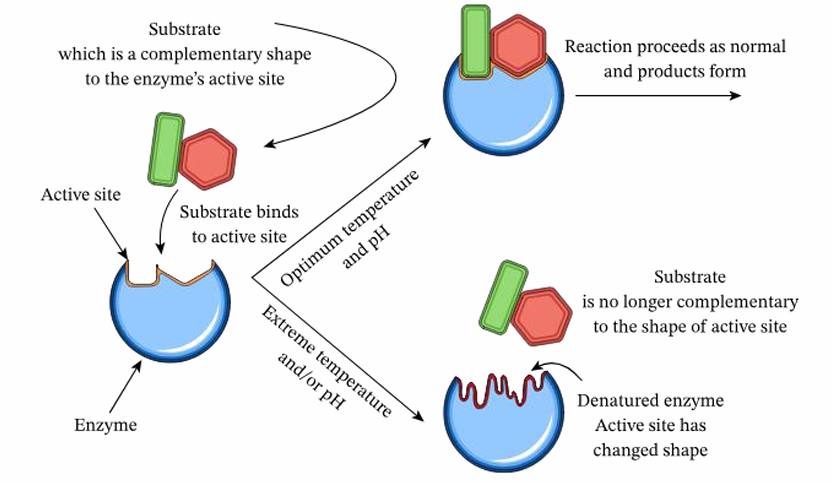 Substrate
which is a complementary shape
to the enzyme's active site
Reaction proceeds as normal
and products form
Active site
Substrate binds
to active site
Optimum temperature
and pH
Extreme temperature
and/or pH
Enzyme
Substrate
is no longer complementary
to the shape of active site
Denatured enzyme
Active site has
changed shape